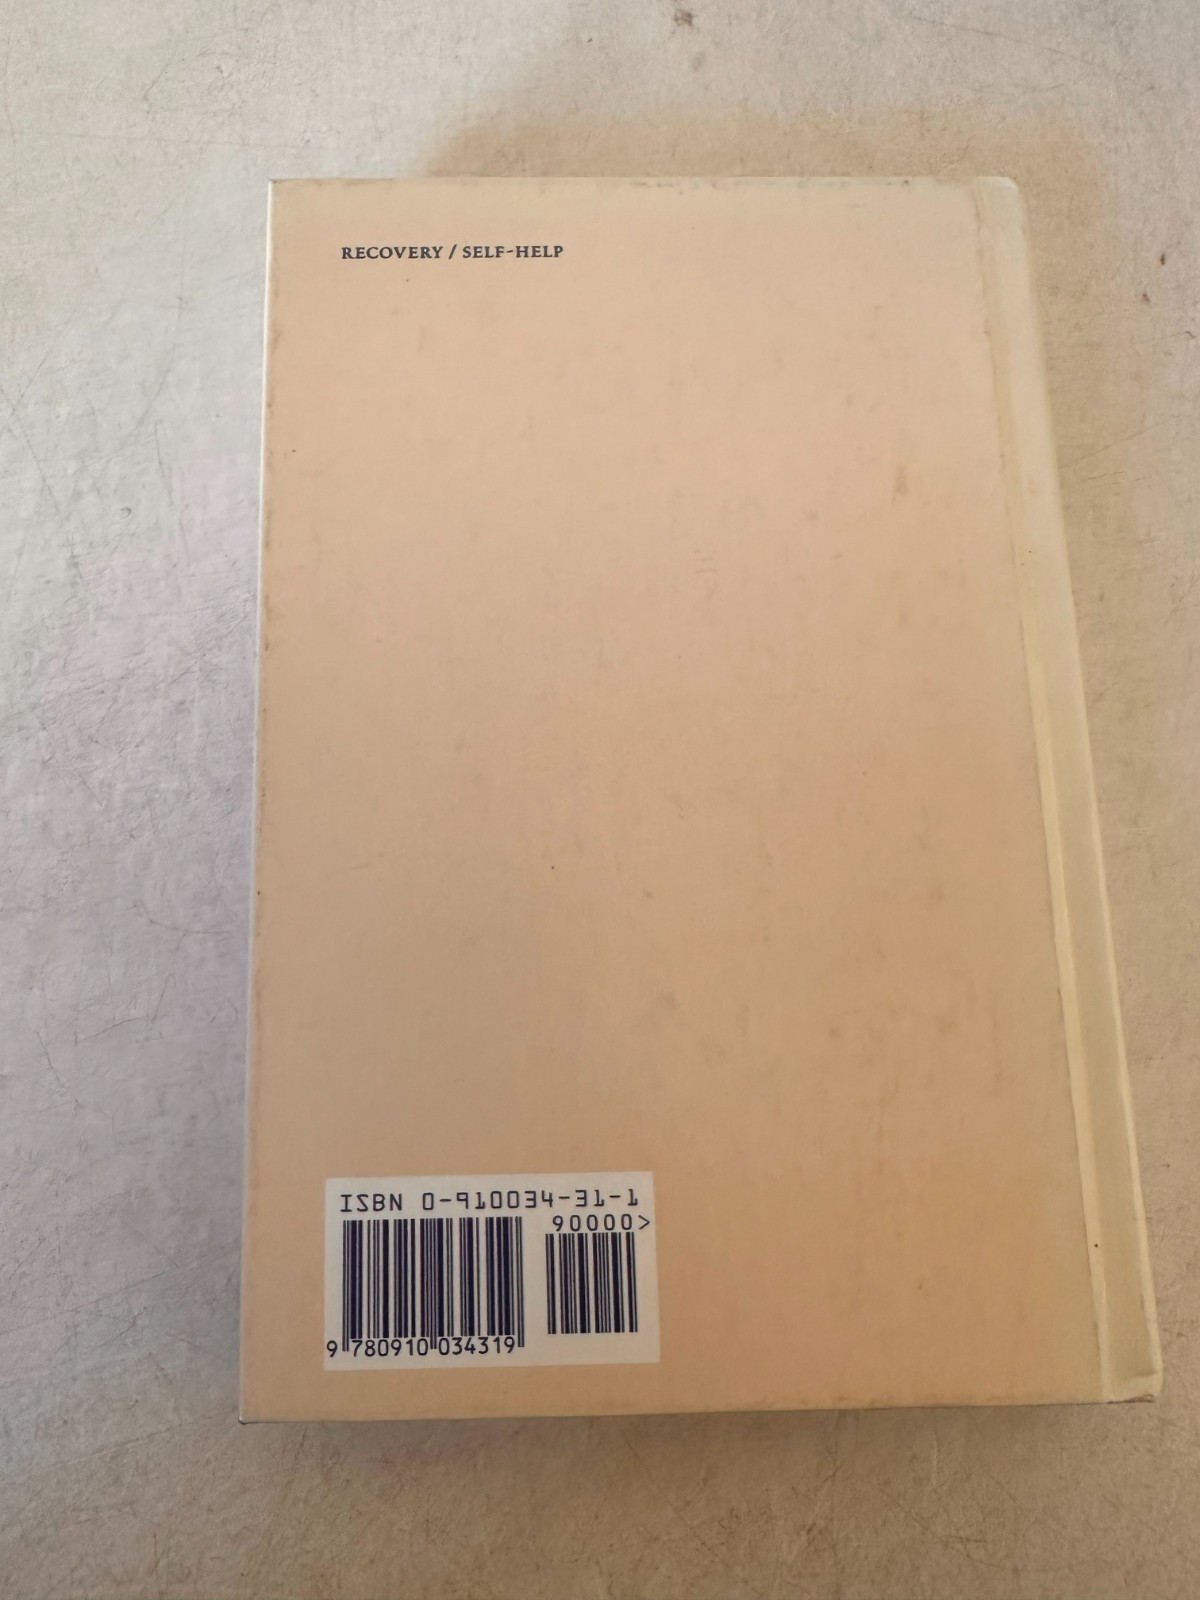 RECOVERY / SELF-HELP
ISBN 0-910034-31-1
90000>
9 780910 034319